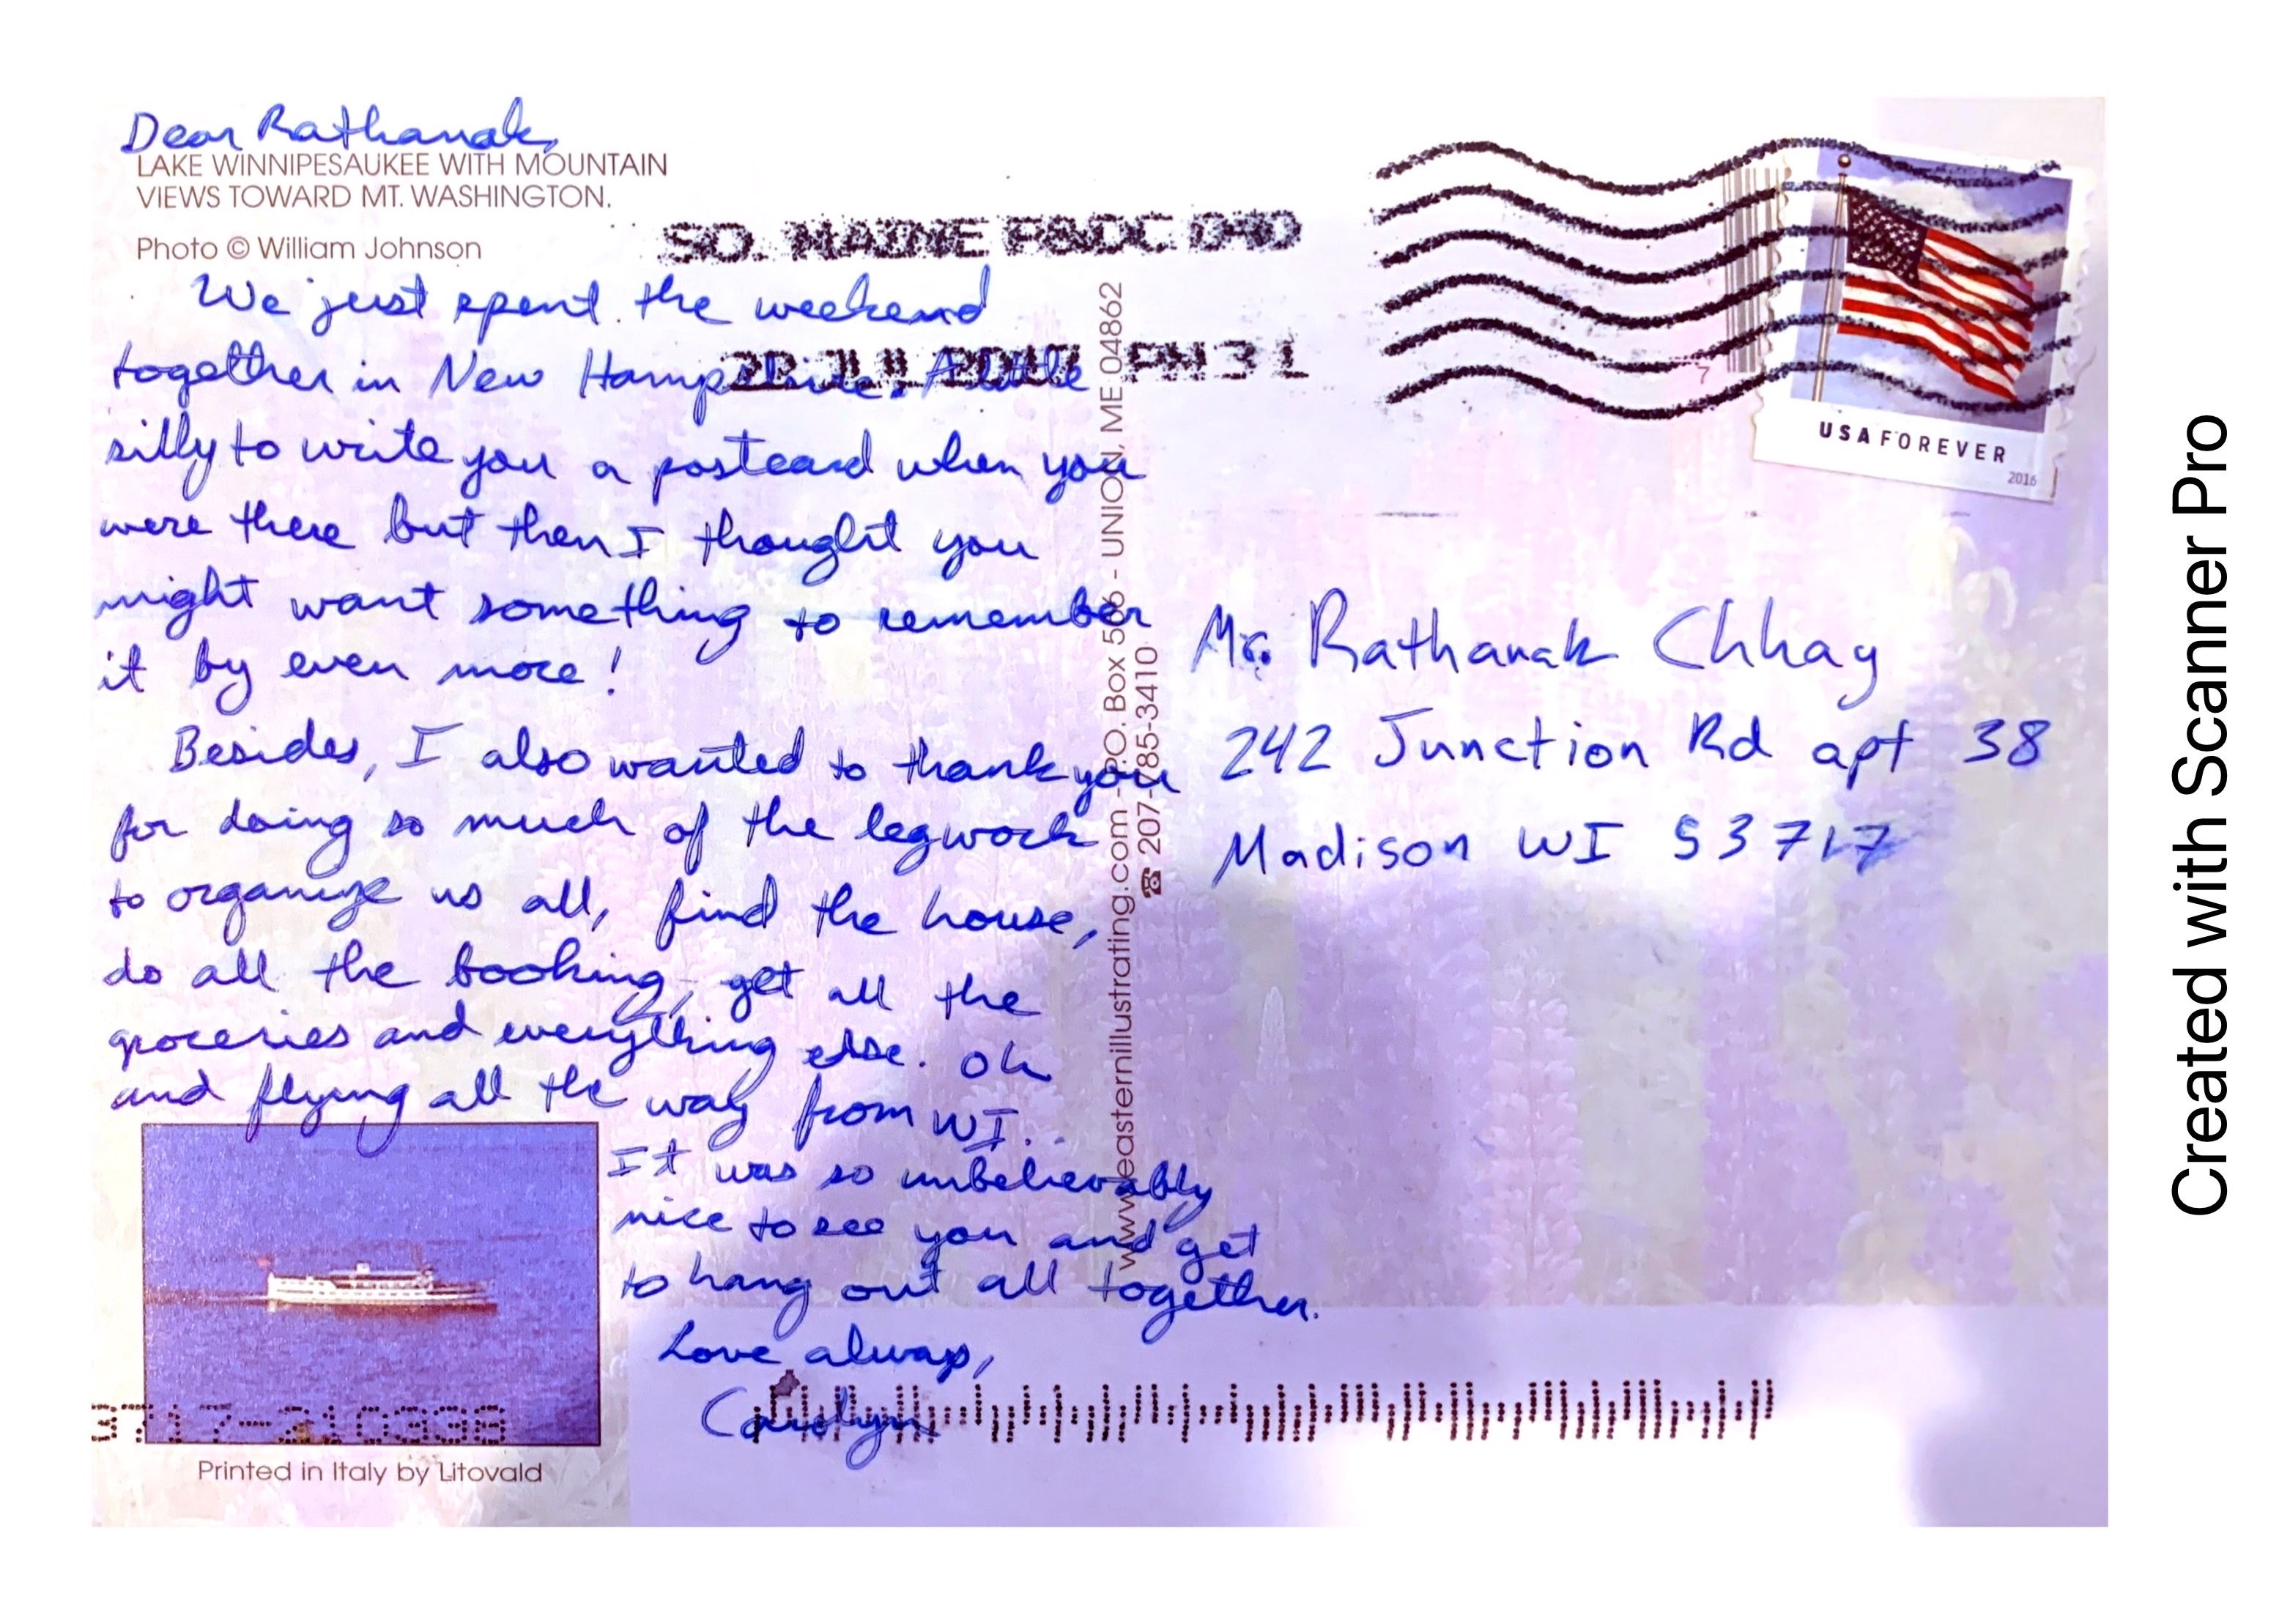 Dear Rathanak,
LAKE WINNIPESAUKEE WITH MOUNTAIN
VIEWS TOWARD MT. WASHINGTON.
Photo © William Johnson
We just spent the weekend
together in New Hampshire. A little
silly to write you a postcard when you
were there but then I thought you
might want something to remember
it by even more!
Besides, I also wanted to thank you
for doing so much of the legwork
to organize us all, find the house,
do all the booking, get all the
groceries and everything else. Oh
and flying all the way from WI.
It was so unbelievably
nice to see you and get
to hang out all together.
Love always,
Carolyn
Printed in Italy by Litovald
SO. MAINE P&DC 040
JUL PM 3 L
www.easternillustrating.com - P.O. Box 566 - UNION, ME 04862
☎ 207-785-3410
USA FOREVER
2016
7
Mr. Rathanak Chhay
242 Junction Rd apt 38
Madison WI 53717
Created with Scanner Pro